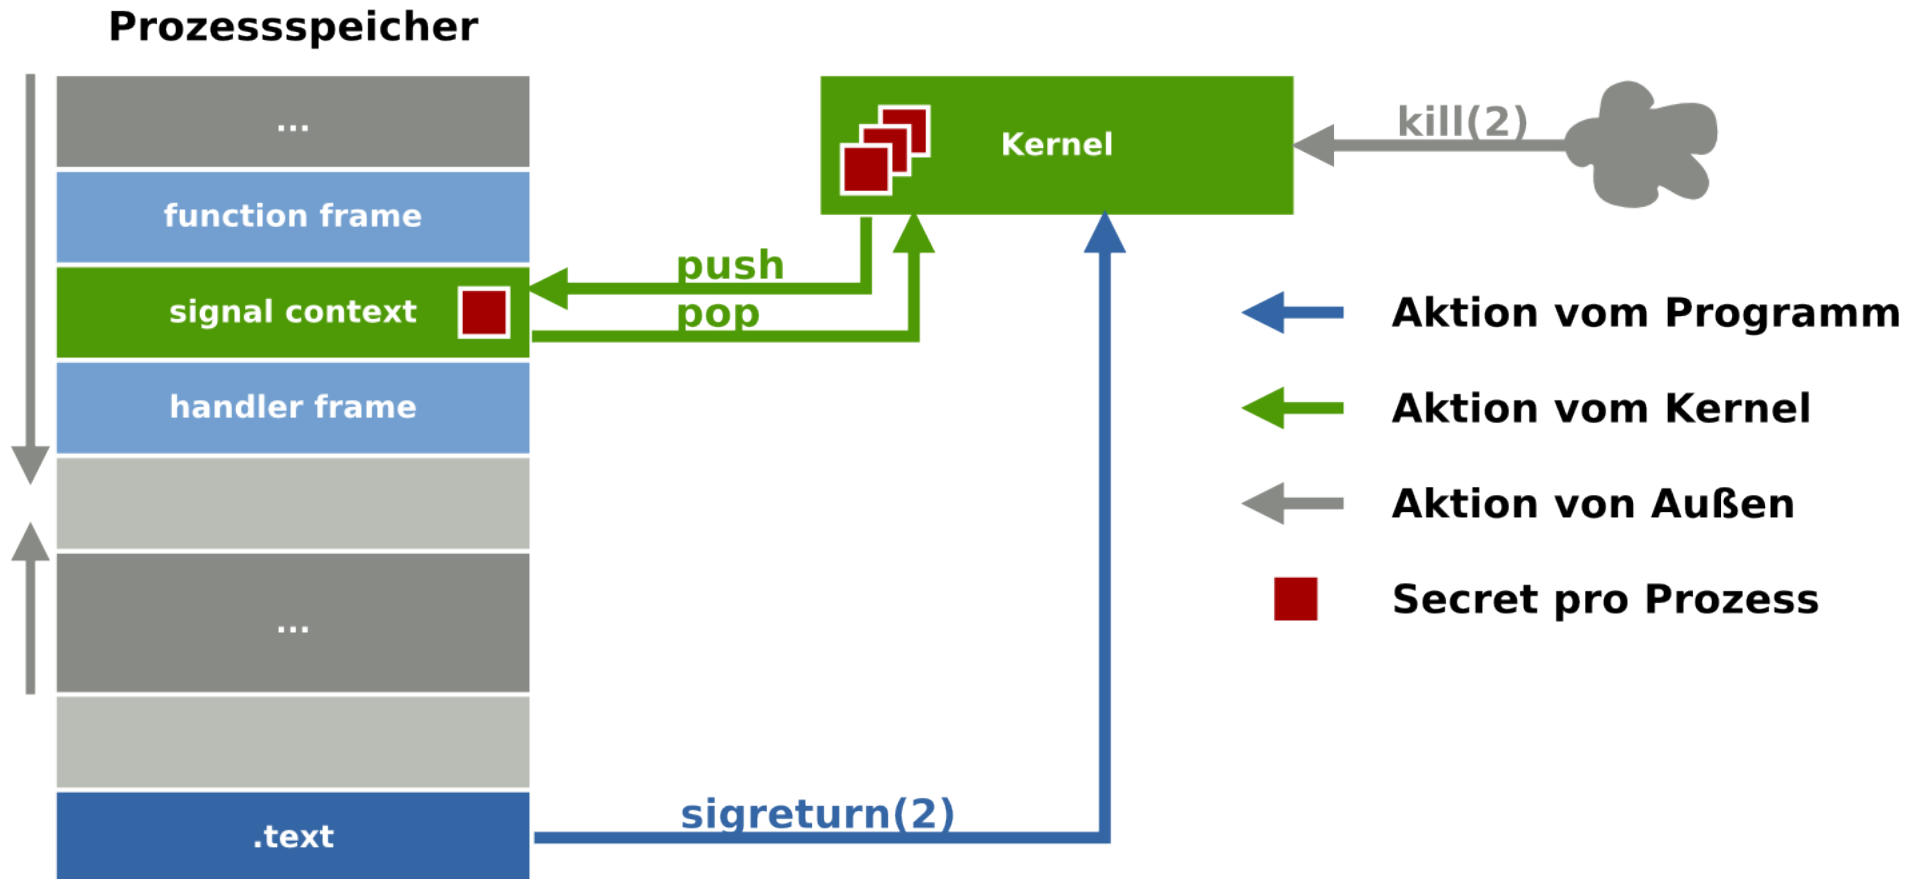 Prozessspeicher
...
function frame
signal context
handler frame
...
.text
push
pop
sigreturn(2)
Kernel
kill(2)
Aktion vom Programm
Aktion vom Kernel
Aktion von Außen
Secret pro Prozess